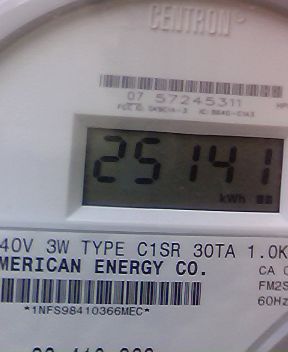 CENTRON®
07 57245311
25141
kWh
40V 3W TYPE C1SR 30TA 1.0K
MERICAN ENERGY CO.
CA 0
FM2S
60Hz
*1NFS98410366MEC*